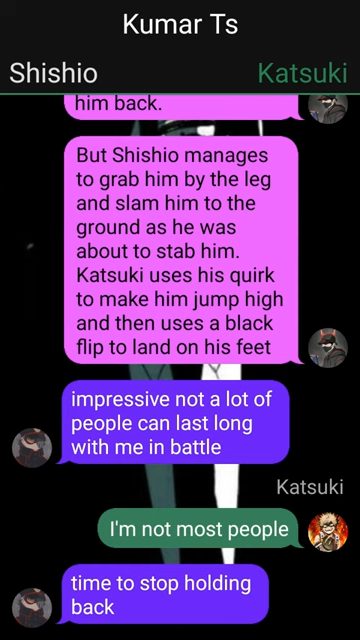 Kumar Ts
Shishio
Katsuki
him back.
But Shishio manages
to grab him by the leg
and slam him to the
ground as he was
about to stab him.
Katsuki uses his quirk
to make him jump high
and then uses a black
flip to land on his feet
impressive not a lot of
people can last long
with me in battle
Katsuki
I'm not most people
time to stop holding
back